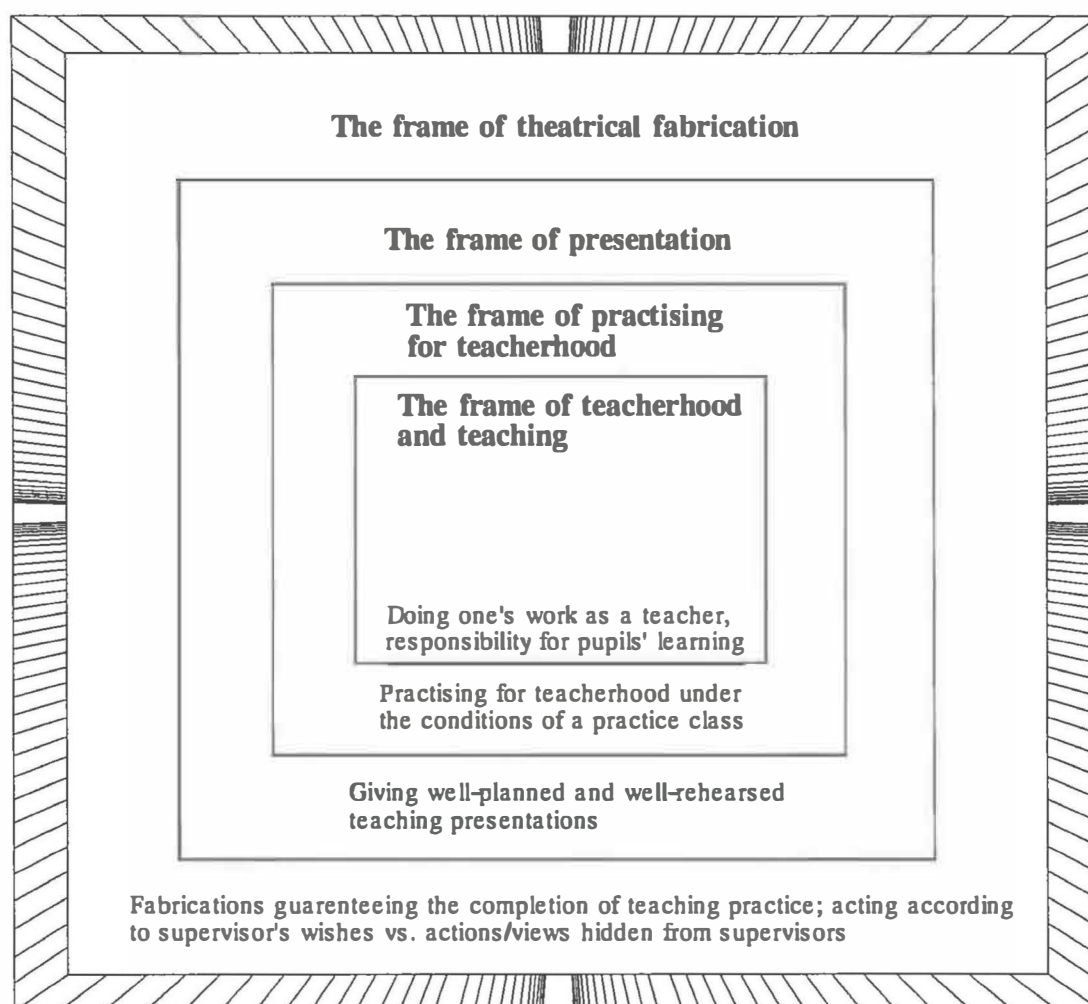 The frame of theatrical fabrication
The frame of presentation
The frame of practising
for teacherhood
The frame of teacherhood
and teaching
Doing one's work as a teacher,
responsibility for pupils' learning
Practising for teacherhood under
the conditions of a practice class
Giving well-planned and well-rehearsed
teaching presentations
Fabrications guarenteeing the completion of teaching practice; acting according
to supervisor's wishes vs. actions/views hidden from supervisors